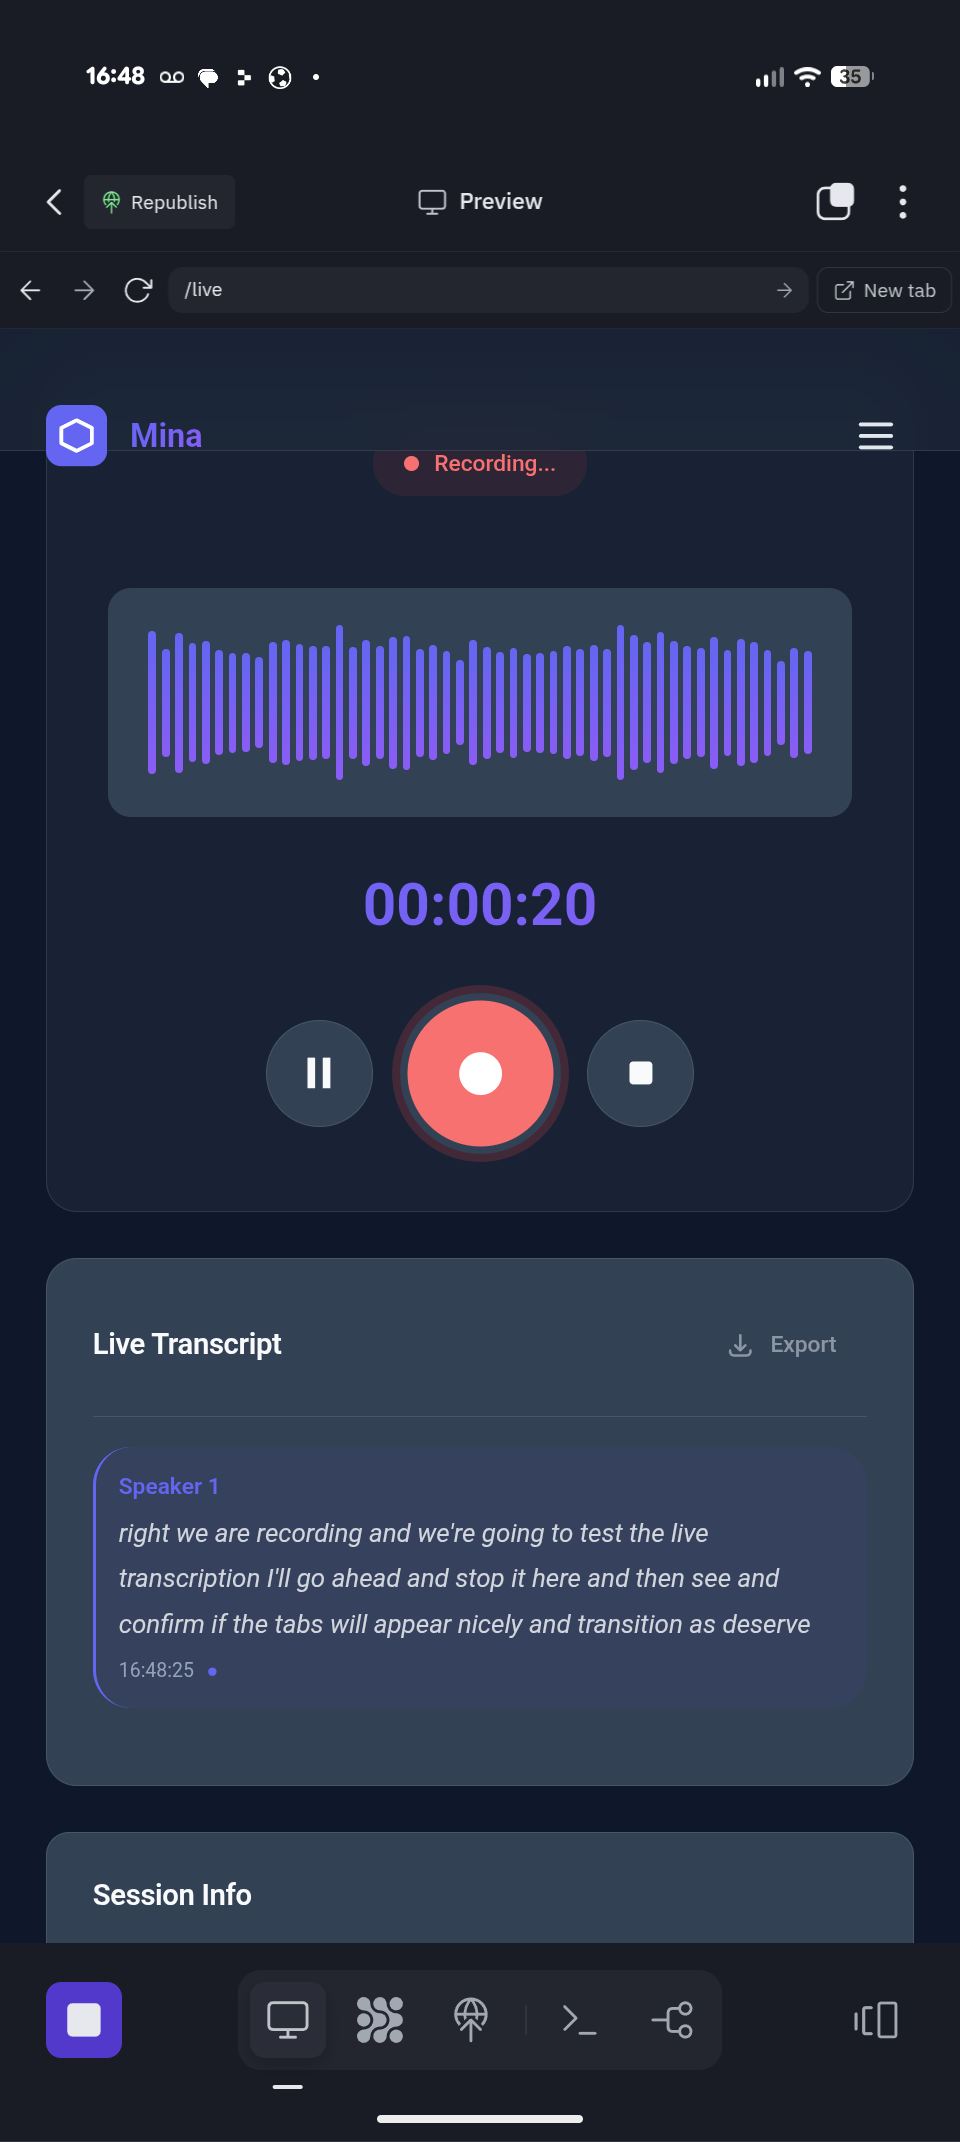 16:48
35
Republish
Preview
/live
New tab
Mina
Recording...
00:00:20
Live Transcript
Export
Speaker 1
right we are recording and we're going to test the live
transcription I'll go ahead and stop it here and then see and
confirm if the tabs will appear nicely and transition as deserve
16:48:25
Session Info